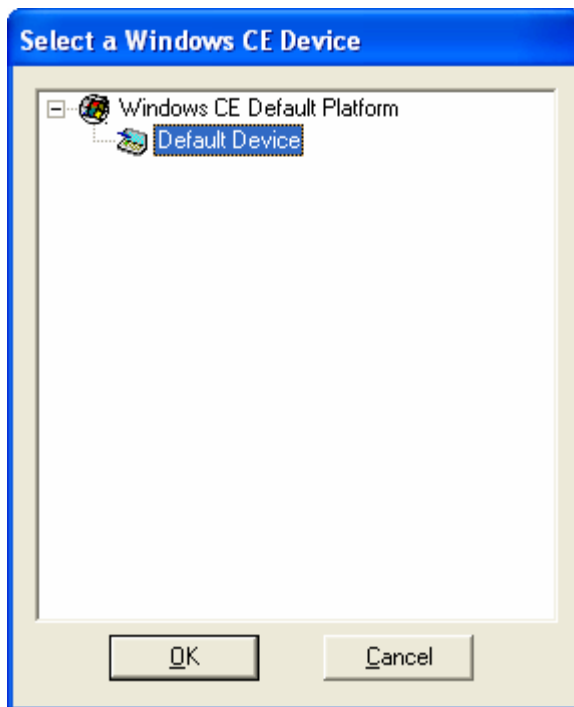 Select a Windows CE Device
Windows CE Default Platform
Default Device
OK
Cancel